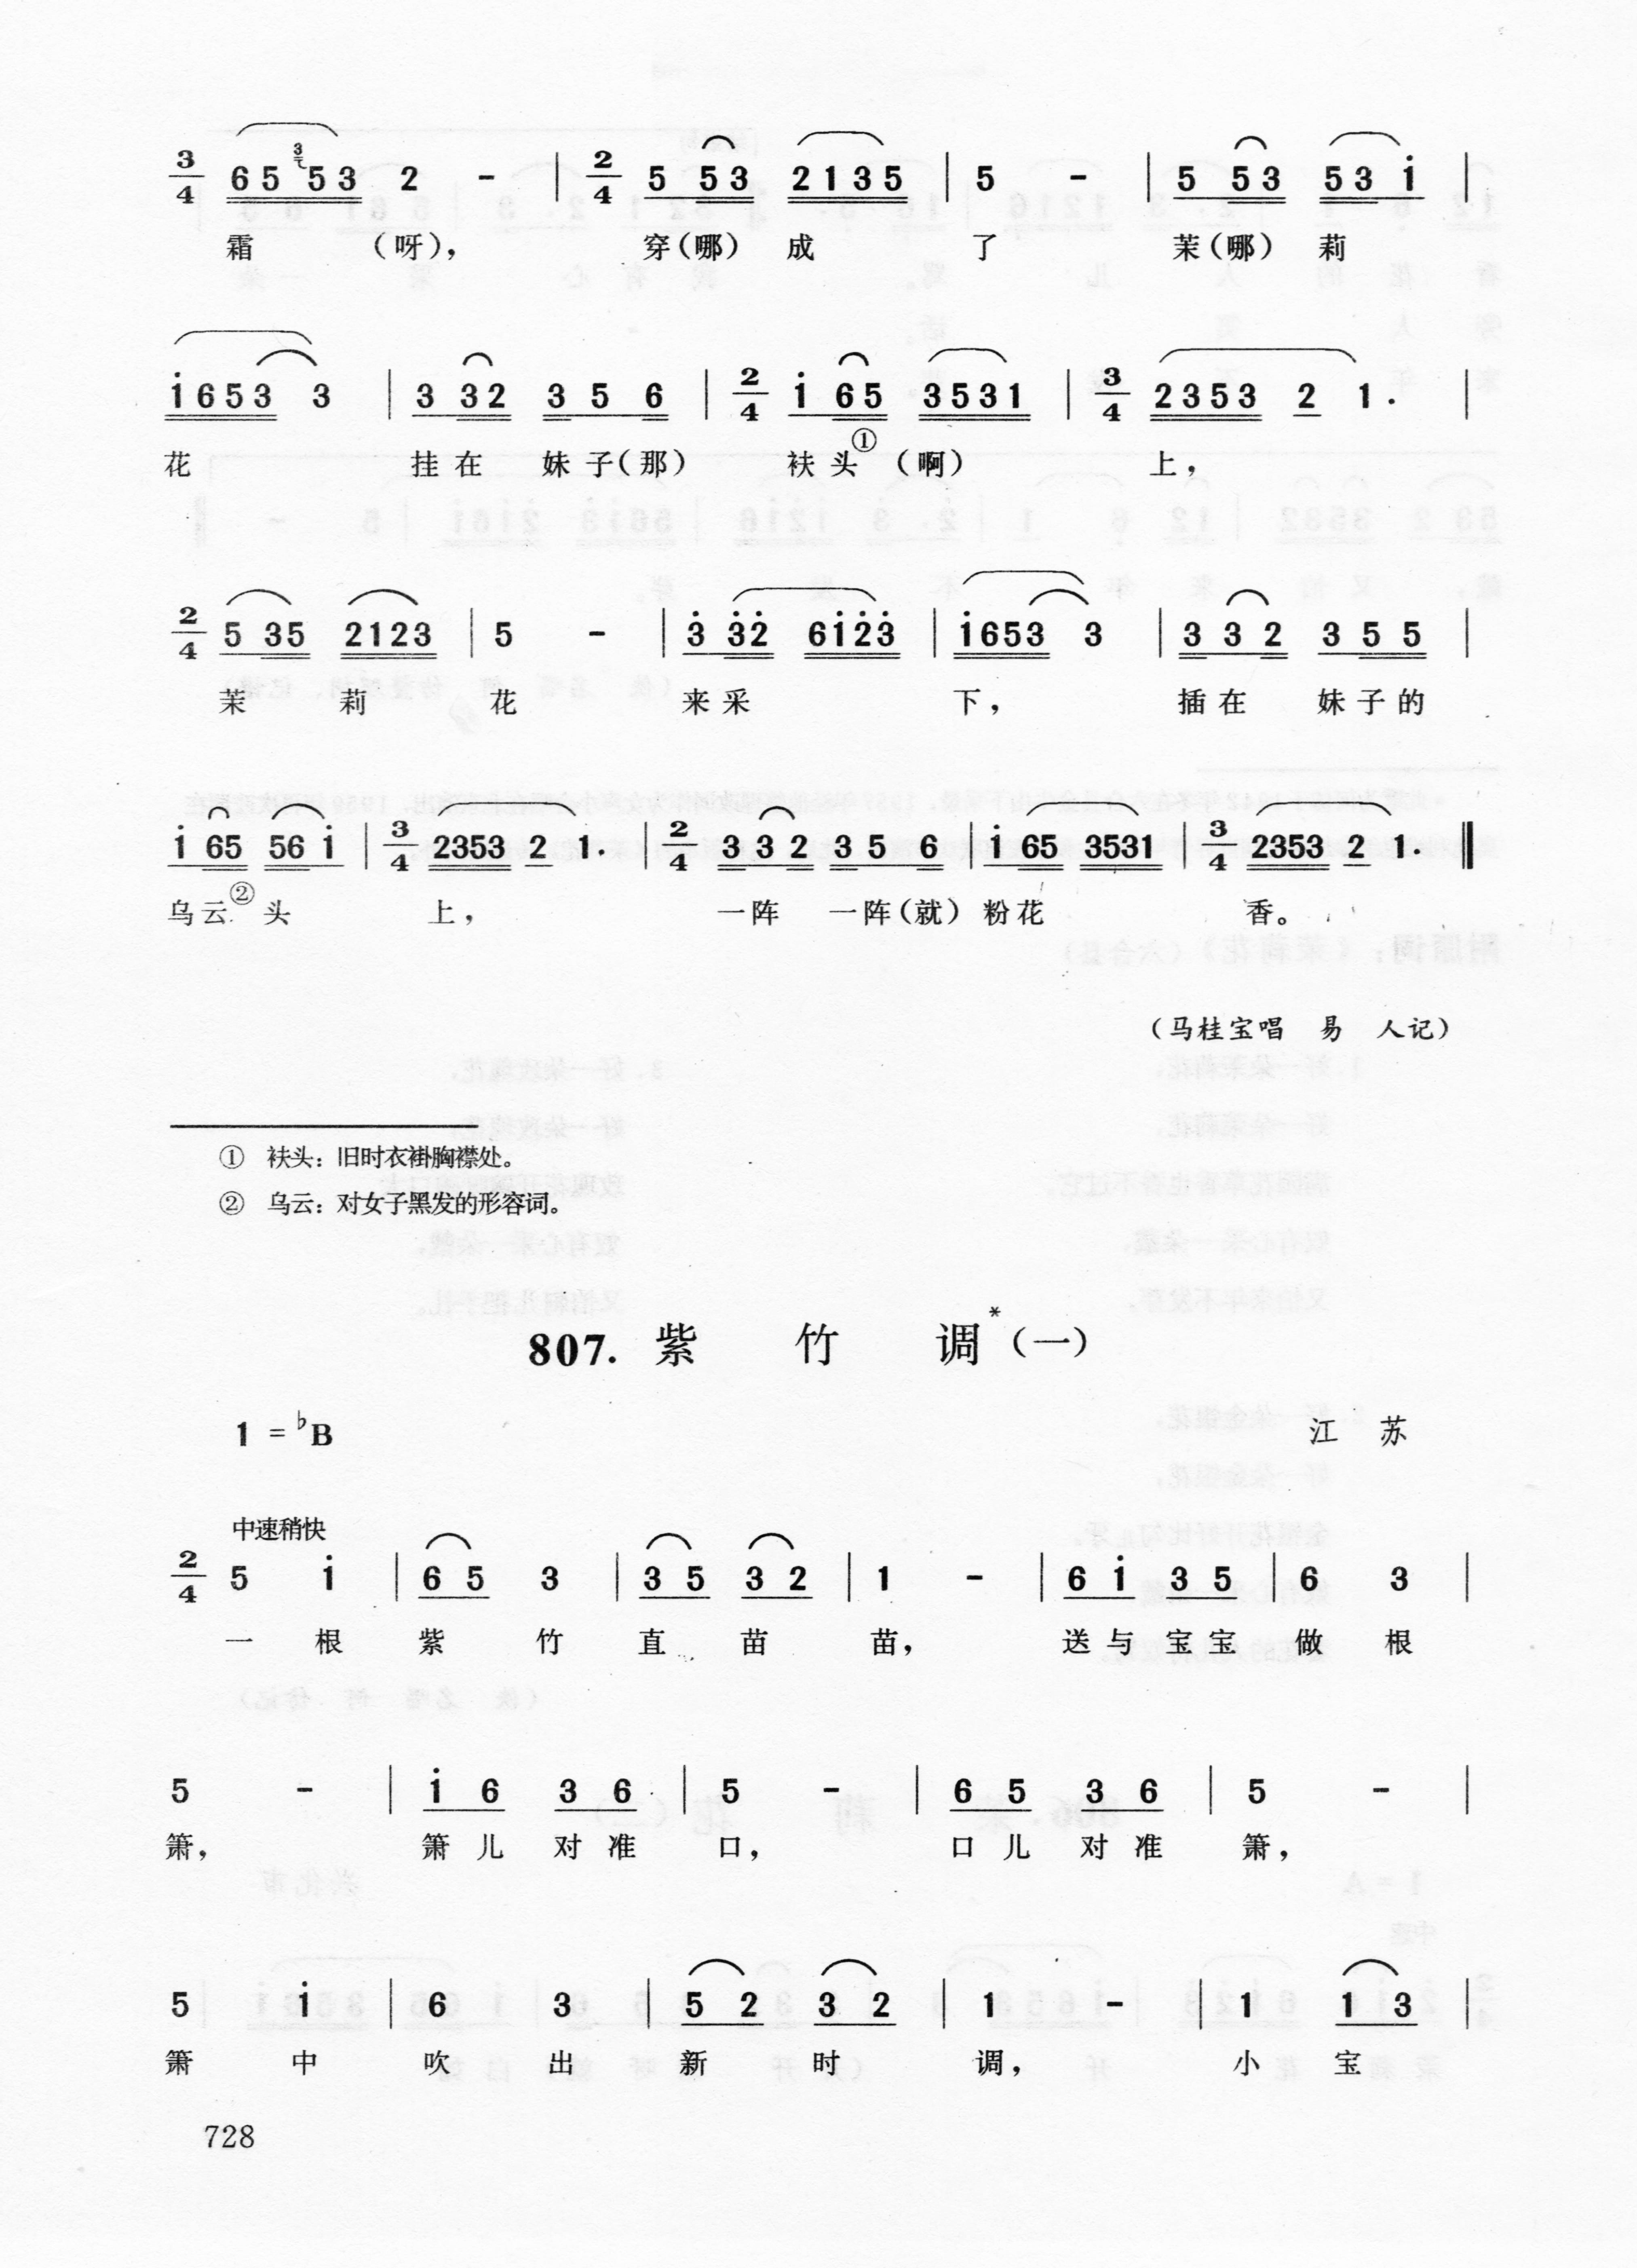 3/4 6 5 3 5 3 2 - | 2/4 5 5 3 2 1 3 5 | 5 - | 5 5 3 5 3 i |
霜 （呀）， 穿（哪） 成 了 茉（哪） 莉
i 6 5 3 3 | 3 3 2 3 5 6 | 2/4 i 6 5 3 5 3 1 | 3/4 2 3 5 3 2 1 . |
花 挂在 妹子（那） 袄头①（啊） 上，
2/4 5 3 5 2 1 2 3 | 5 - | 3̇ 3̇ 2̇ 6 i 2̇ 3̇ | i 6 5 3 3 | 3 3 2 3 5 5 |
茉 莉 花 来采 下， 插在 妹子的
i 6 5 5 6 i | 3/4 2 3 5 3 2 1 . | 2/4 3 3 2 3 5 6 | i 6 5 3 5 3 1 | 3/4 2 3 5 3 2 1 . ‖
乌云② 头 上， 一阵 一阵（就） 粉花 香。
（马桂宝唱 易 人记）
① 袄头：旧时衣褂胸襟处。
② 乌云：对女子黑发的形容词。
807. 紫 竹 调*（一）
1 = ♭B 江 苏
中速稍快
2/4 5 i | 6 5 3 | 3 5 3 2 | 1 - | 6 i 3 5 | 6 3 |
一 根 紫 竹 直 苗 苗， 送 与 宝 宝 做 根
5 - | i 6 3 6 | 5 - | 6 5 3 6 | 5 - |
箫， 箫 儿 对 准 口， 口 儿 对 准 箫，
5 i | 6 3 | 5 2 3 2 | 1 - | 1 1 3 |
箫 中 吹 出 新 时 调， 小 宝
728